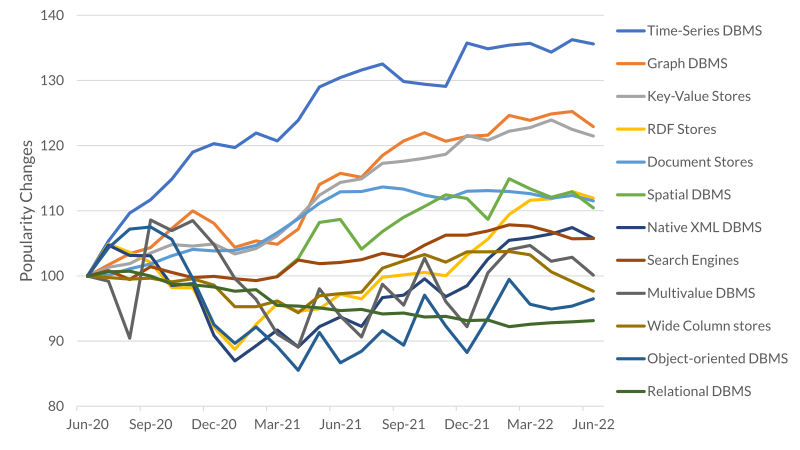 140
130
120
110
100
90
80
Popularity Changes
Jun-20 Sep-20 Dec-20 Mar-21 Jun-21 Sep-21 Dec-21 Mar-22 Jun-22
Time-Series DBMS
Graph DBMS
Key-Value Stores
RDF Stores
Document Stores
Spatial DBMS
Native XML DBMS
Search Engines
Multivalue DBMS
Wide Column stores
Object-oriented DBMS
Relational DBMS